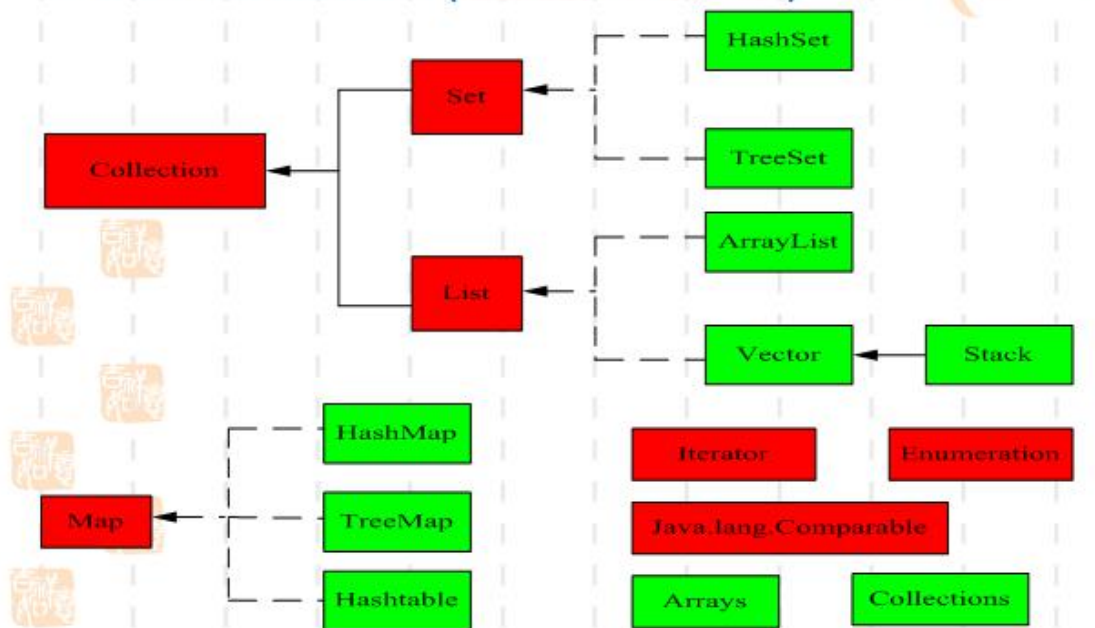 HashSet
Set
TreeSet
Collection
ArrayList
List
Vector
Stack
HashMap
Iterator
Enumeration
Map
TreeMap
Java.lang.Comparable
Hashtable
Arrays
Collections